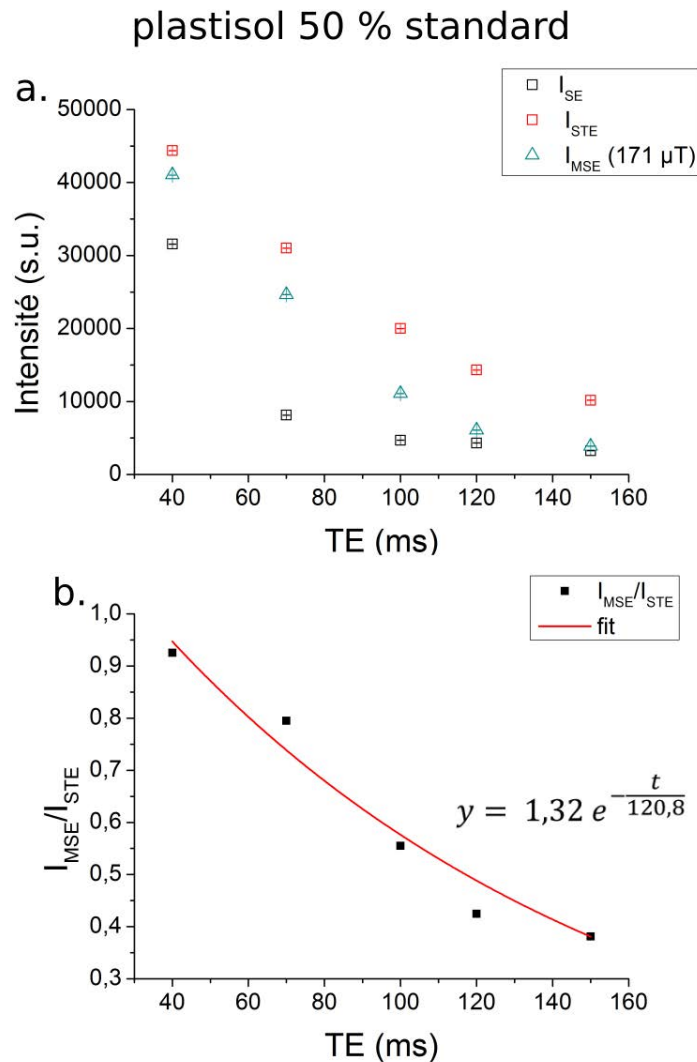 plastisol 50 % standard
a.
I_SE
I_STE
I_MSE (171 µT)
50000
40000
30000
20000
10000
0
Intensité (s.u.)
40 60 80 100 120 140 160
TE (ms)
b.
I_MSE/I_STE
fit
1,0
0,9
0,8
0,7
0,6
0,5
0,4
0,3
I_MSE/I_STE
y = 1,32 e^{-t/120,8}
40 60 80 100 120 140 160
TE (ms)